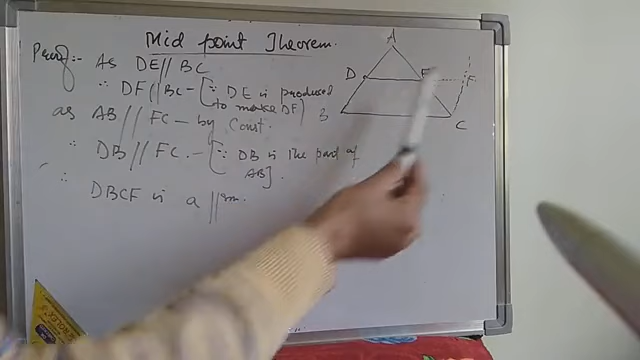 Mid point Theorem.
Proof:- As DE // BC
∴ DF // BC - [∵ DE is produced
to make DF]
as AB // FC - by Const.
∴ DB // FC. - [∵ DB is the part of
AB].
∴ DBCF is a ||gm.
A
D E F
B C